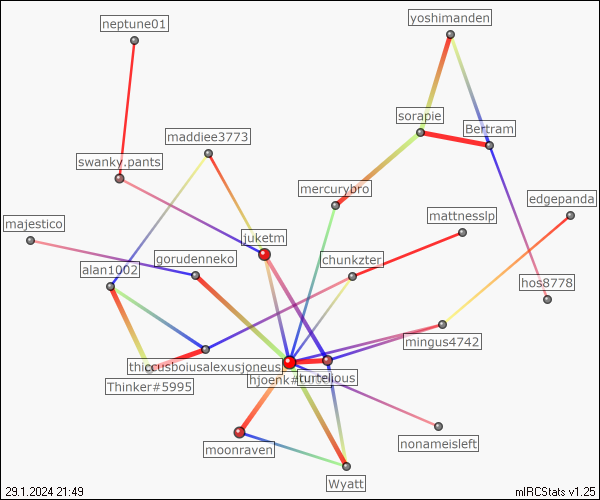 neptune01
yoshimanden
sorapie
Bertram
maddiee3773
swanky.pants
mercurybro
edgepanda
mattnesslp
majestico
juketm
gorudenneko
chunkzter
alan1002
hos8778
mingus4742
thiccusboiusalexusjoneus
hjoenk#
turtelious
Thinker#5995
moonraven
nonameisleft
Wyatt
29.1.2024 21:49
mIRCStats v1.25